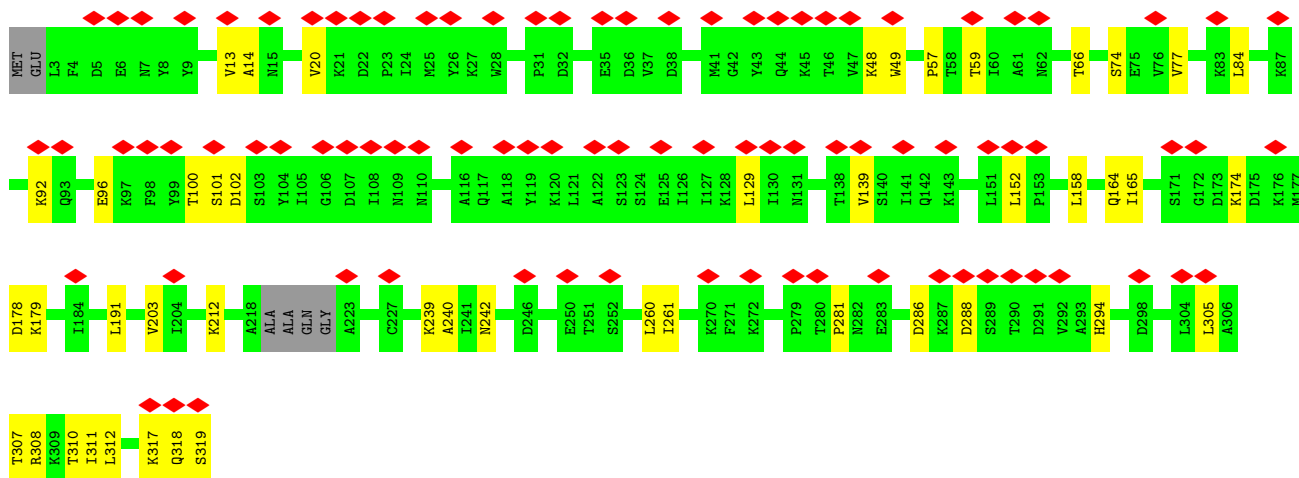 MET GLU L3 F4 D5 E6 N7 Y8 Y9 V13 A14 N15 V20 K21 D22 P23 I24 M25 Y26 K27 W28 P31 D32 E35 D36 V37 D38 M41 G42 Y43 Q44 K45 T46 V47 K48 W49 P57 T58 T59 I60 A61 N62 T66 S74 E75 V76 V77 K83 L84 K87
K92 Q93 E96 K97 F98 Y99 T100 S101 D102 S103 Y104 I105 G106 D107 I108 N109 N110 A116 Q117 A118 Y119 K120 L121 A122 S123 S124 E125 I126 I127 K128 L129 I130 N131 T138 V139 S140 I141 Q142 K143 L151 L152 P153 L158 Q164 I165 S171 G172 D173 K174 D175 K176 M177
D178 K179 I184 L191 V203 I204 K212 A218 ALA ALA GLN GLY A223 C227 K239 A240 I241 N242 D246 E250 T251 S252 L260 I261 K270 F271 K272 P279 T280 P281 N282 E283 D286 K287 D288 S289 T290 D291 V292 A293 H294 D298 L304 L305 A306
T307 R308 K309 T310 I311 L312 K317 Q318 S319